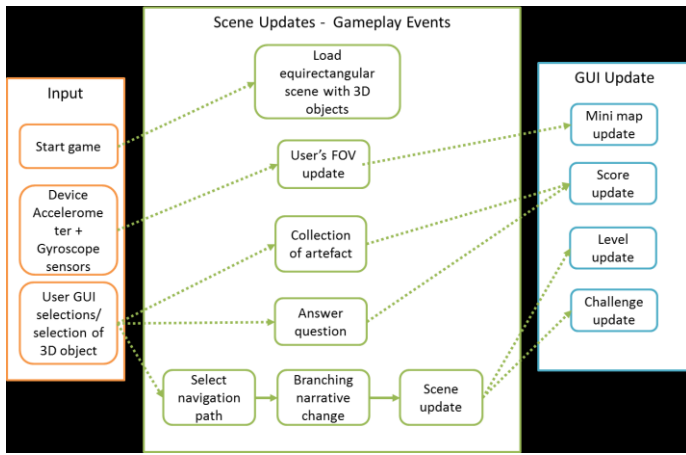 Scene Updates - Gameplay Events
Input
Start game
Device
Accelerome
ter +
Gyroscope
sensors
User GUI
selections/
selection of
3D object
Load
equirectangular
scene with 3D
objects
User's FOV
update
Collection
of artefact
Answer
question
Select
navigation
path
Branching
narrative
change
Scene
update
GUI Update
Mini map
update
Score
update
Level
update
Challenge
update